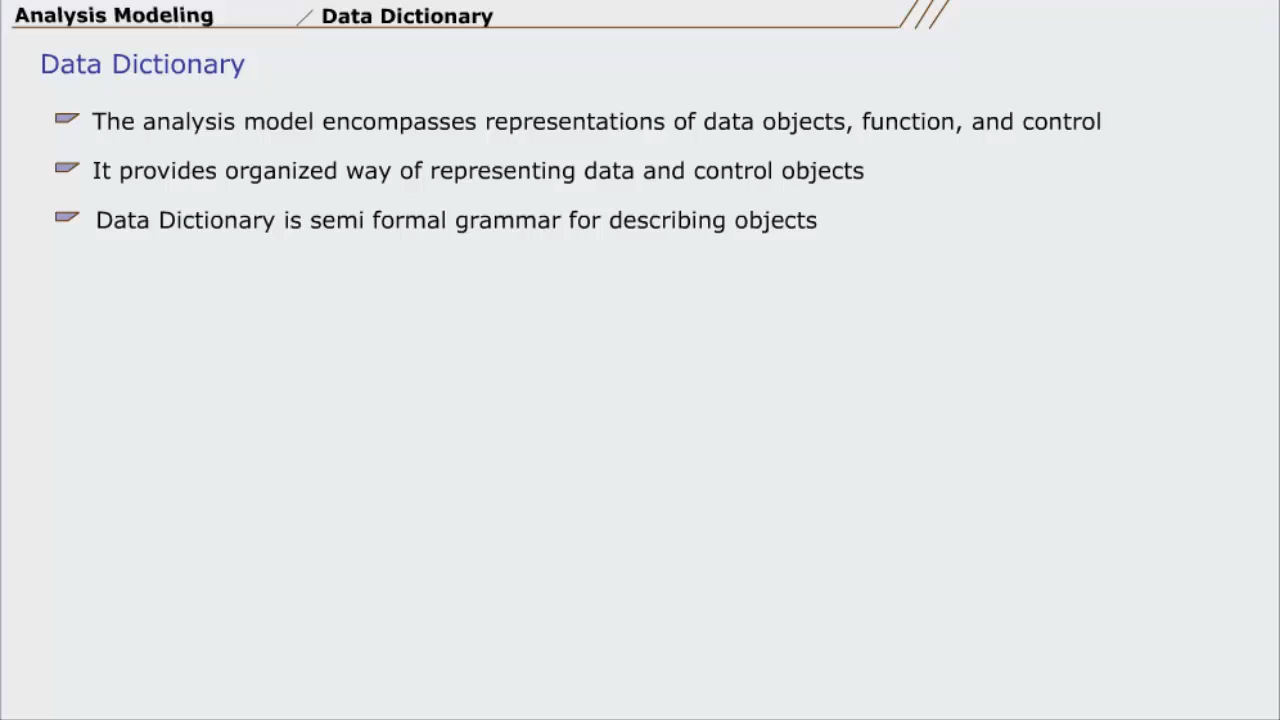 Analysis Modeling / Data Dictionary
Data Dictionary
The analysis model encompasses representations of data objects, function, and control
It provides organized way of representing data and control objects
Data Dictionary is semi formal grammar for describing objects